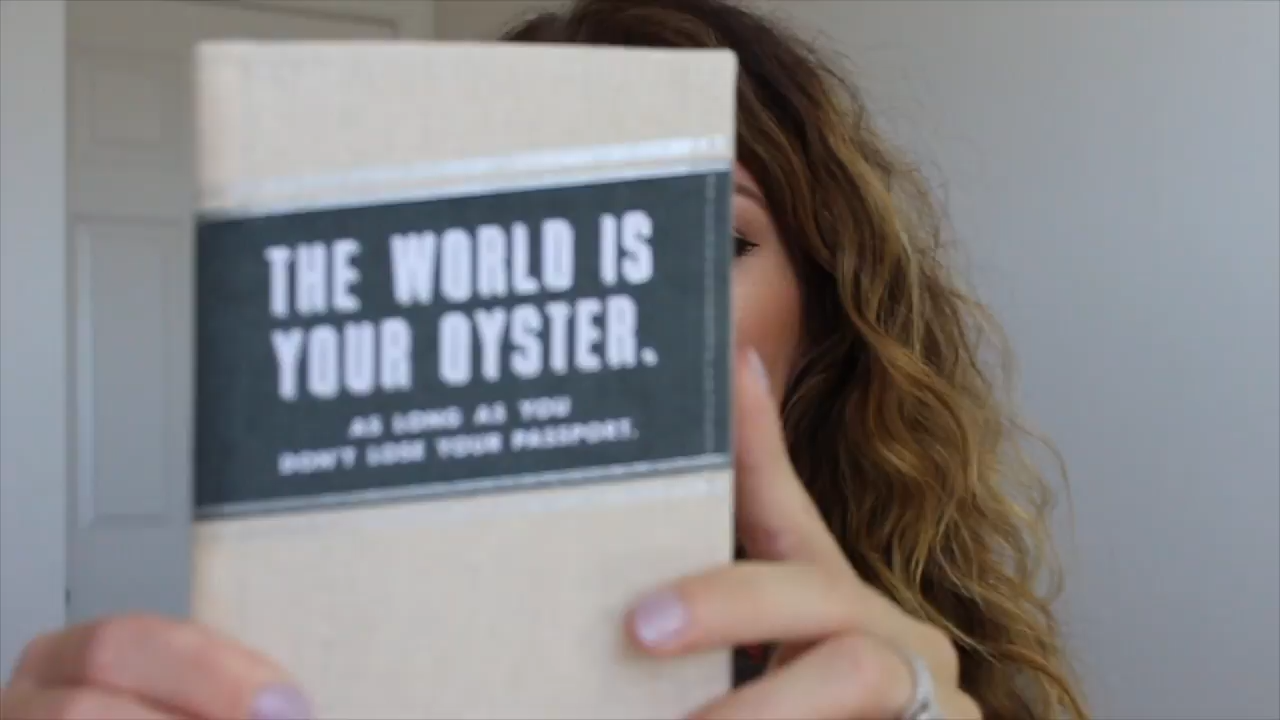 THE WORLD IS
YOUR OYSTER.
AS LONG AS YOU
DON'T LOSE YOUR PASSPORT.